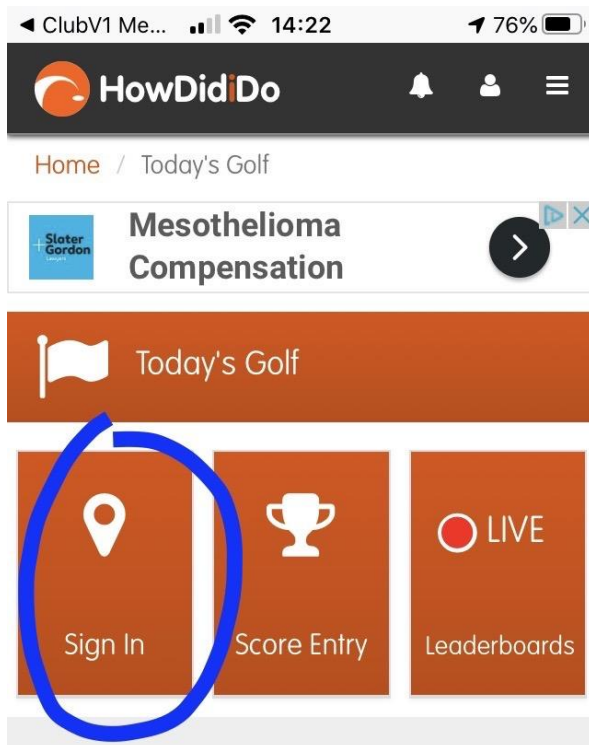 ◀ ClubV1 Me... 14:22 76%
HowDidiDo
Home / Today's Golf
Slater Gordon Lawyers
Mesothelioma
Compensation
Today's Golf
LIVE
Sign In Score Entry Leaderboards